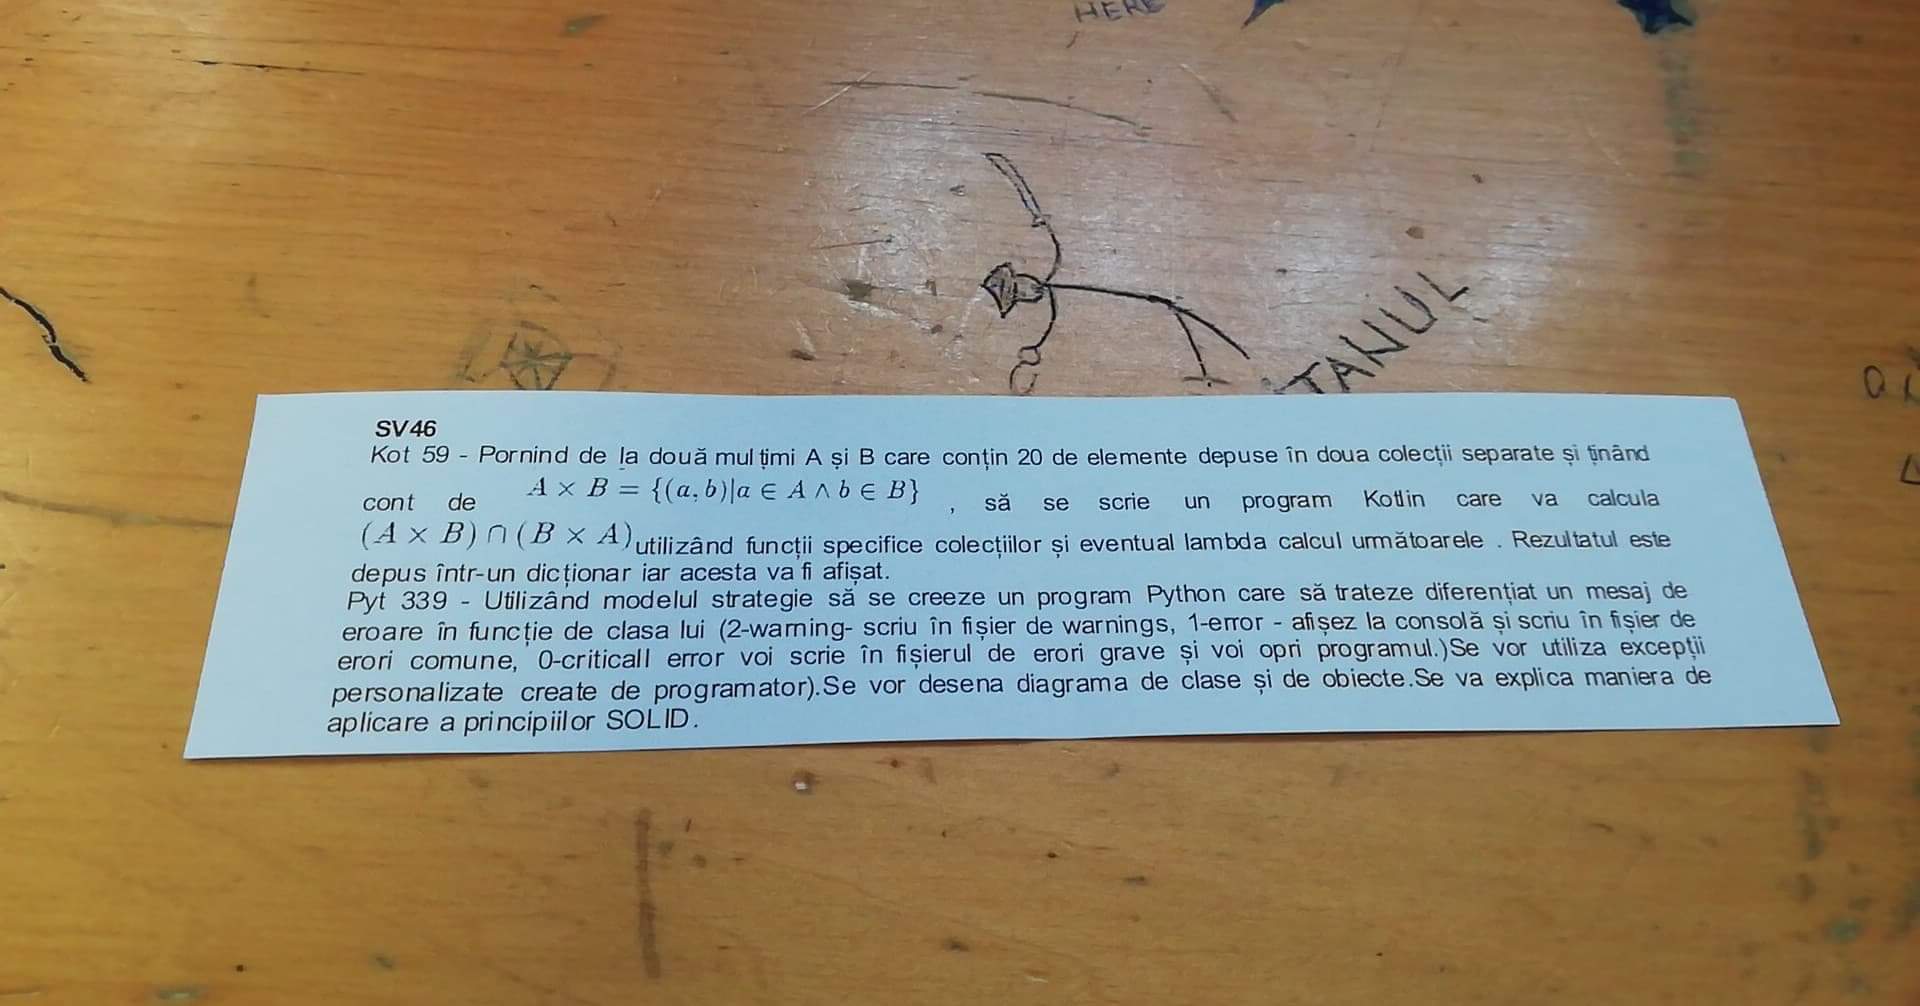 HERE
TANUL
SV46
Kot 59 - Pornind de la două mulțimi A și B care conțin 20 de elemente depuse în doua colecții separate și ținând
cont de A × B = {(a, b)|a ∈ A ∧ b ∈ B} , să se scrie un program Kotlin care va calcula
(A × B) ∩ (B × A) utilizând funcții specifice colecțiilor și eventual lambda calcul următoarele . Rezultatul este
depus într-un dicționar iar acesta va fi afișat.
Pyt 339 - Utilizând modelul strategie să se creeze un program Python care să trateze diferențiat un mesaj de
eroare în funcție de clasa lui (2-warning- scriu în fișier de warnings, 1-error - afișez la consolă și scriu în fișier de
erori comune, 0-criticall error voi scrie în fișierul de erori grave și voi opri programul.)Se vor utiliza excepții
personalizate create de programator).Se vor desena diagrama de clase și de obiecte.Se va explica maniera de
aplicare a principiilor SOLID.